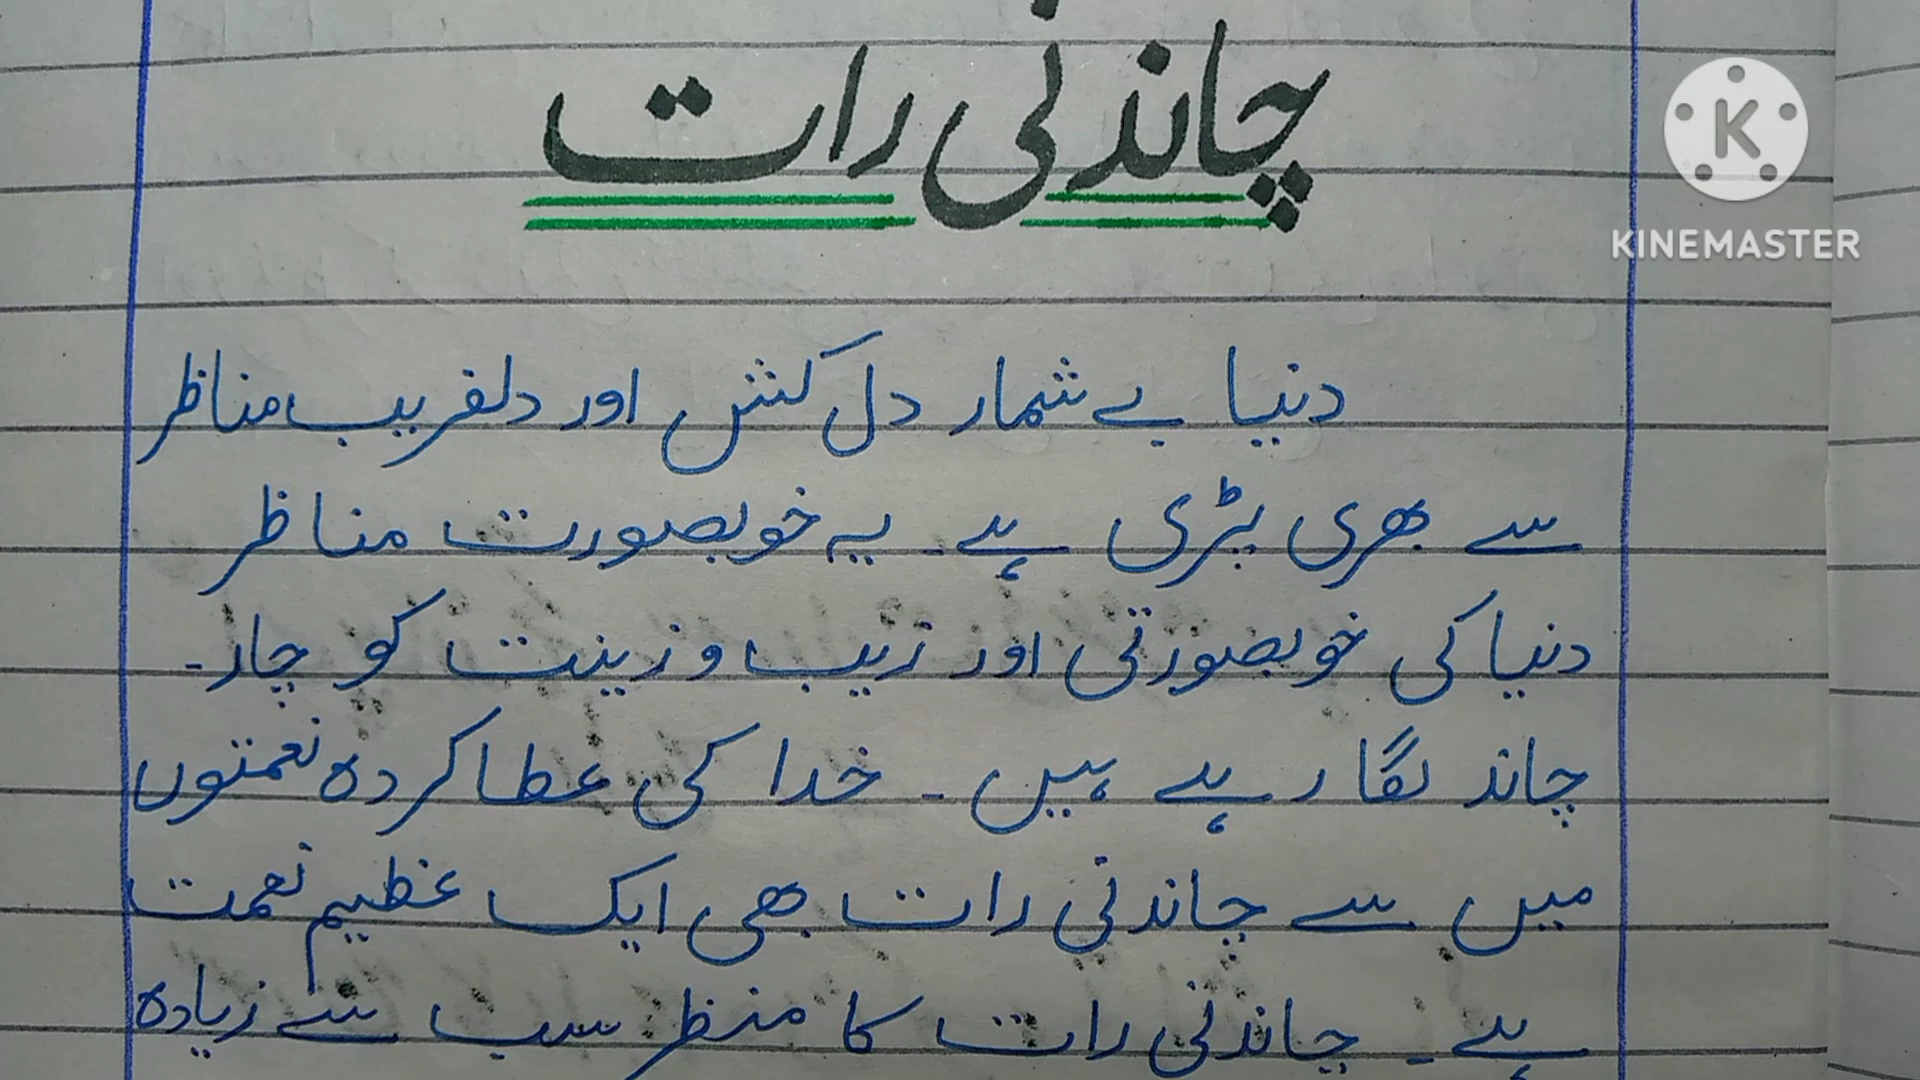 چاندنی رات
KINEMASTER
دنیا بے شمار دل کش اور دلفریب مناظر
سے بھری پڑی ہے۔ یہ خوبصورت مناظر
دنیا کی خوبصورتی اور زیب و زینت کو چار۔
چاند لگا رہے ہیں۔ خدا کی عطا کردہ نعمتوں
میں سے چاندنی رات بھی ایک عظیم نعمت
ہے۔ چاندنی رات کا منظر سب سے زیادہ